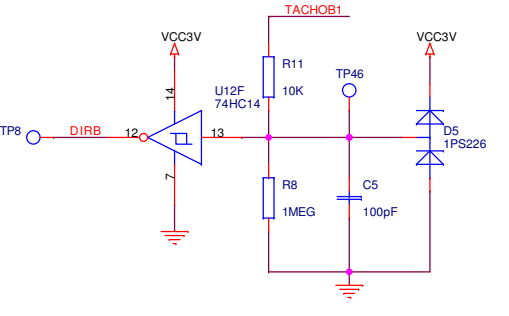 TACHOB1
VCC3V
VCC3V
R11
10K
TP46
14
U12F
74HC14
TP8
DIRB
12
13
D5
1PS226
7
R8
1MEG
C5
100pF